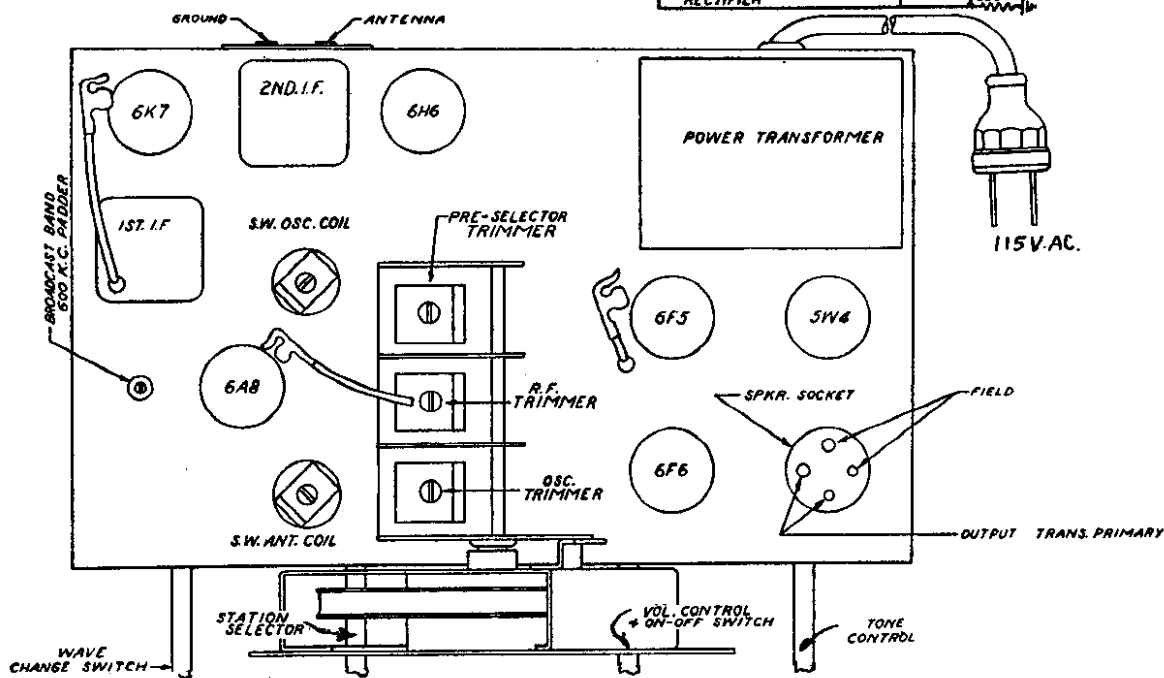 RECTIFIER
GROUND
ANTENNA
6K7
2ND. I.F.
6H6
POWER TRANSFORMER
115 V. AC.
1ST. I.F
S.W. OSC. COIL
PRE-SELECTOR
TRIMMER
BROADCAST BAND
600 K.C. PADDER
6F5
5W4
6A8
R.F.
TRIMMER
SPKR. SOCKET
FIELD
6F6
OSC.
TRIMMER
S.W. ANT. COIL
OUTPUT TRANS. PRIMARY
STATION
SELECTOR
VOL. CONTROL
+ ON-OFF SWITCH
TONE
CONTROL
WAVE
CHANGE SWITCH